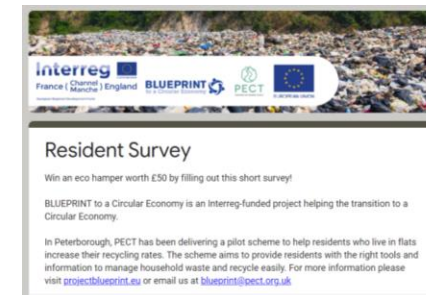 Interreg
France ( Channel Manche ) England
BLUEPRINT
to a Circular Economy
PECT
EUROPEAN UNION
Resident Survey
Win an eco hamper worth £50 by filling out this short survey!
BLUEPRINT to a Circular Economy is an Interreg-funded project helping the transition to a
Circular Economy.
In Peterborough, PECT has been delivering a pilot scheme to help residents who live in flats
increase their recycling rates. The scheme aims to provide residents with the right tools and
information to manage household waste and recycle easily. For more information please
visit projectblueprint.eu or email us at blueprint@pect.org.uk